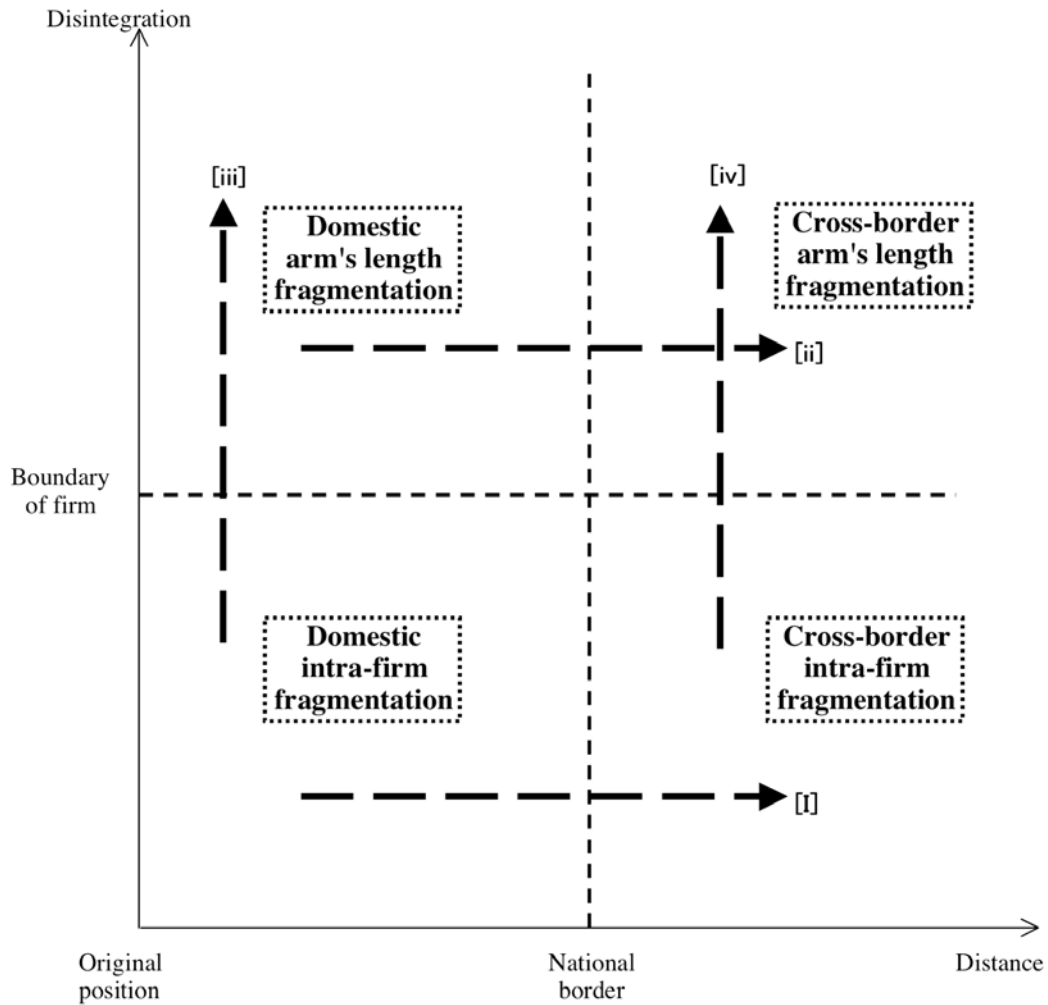 Disintegration
[iii]
[iv]
Domestic
arm's length
fragmentation
Cross-border
arm's length
fragmentation
[ii]
Boundary
of firm
Domestic
intra-firm
fragmentation
Cross-border
intra-firm
fragmentation
[I]
Original
position
National
border
Distance